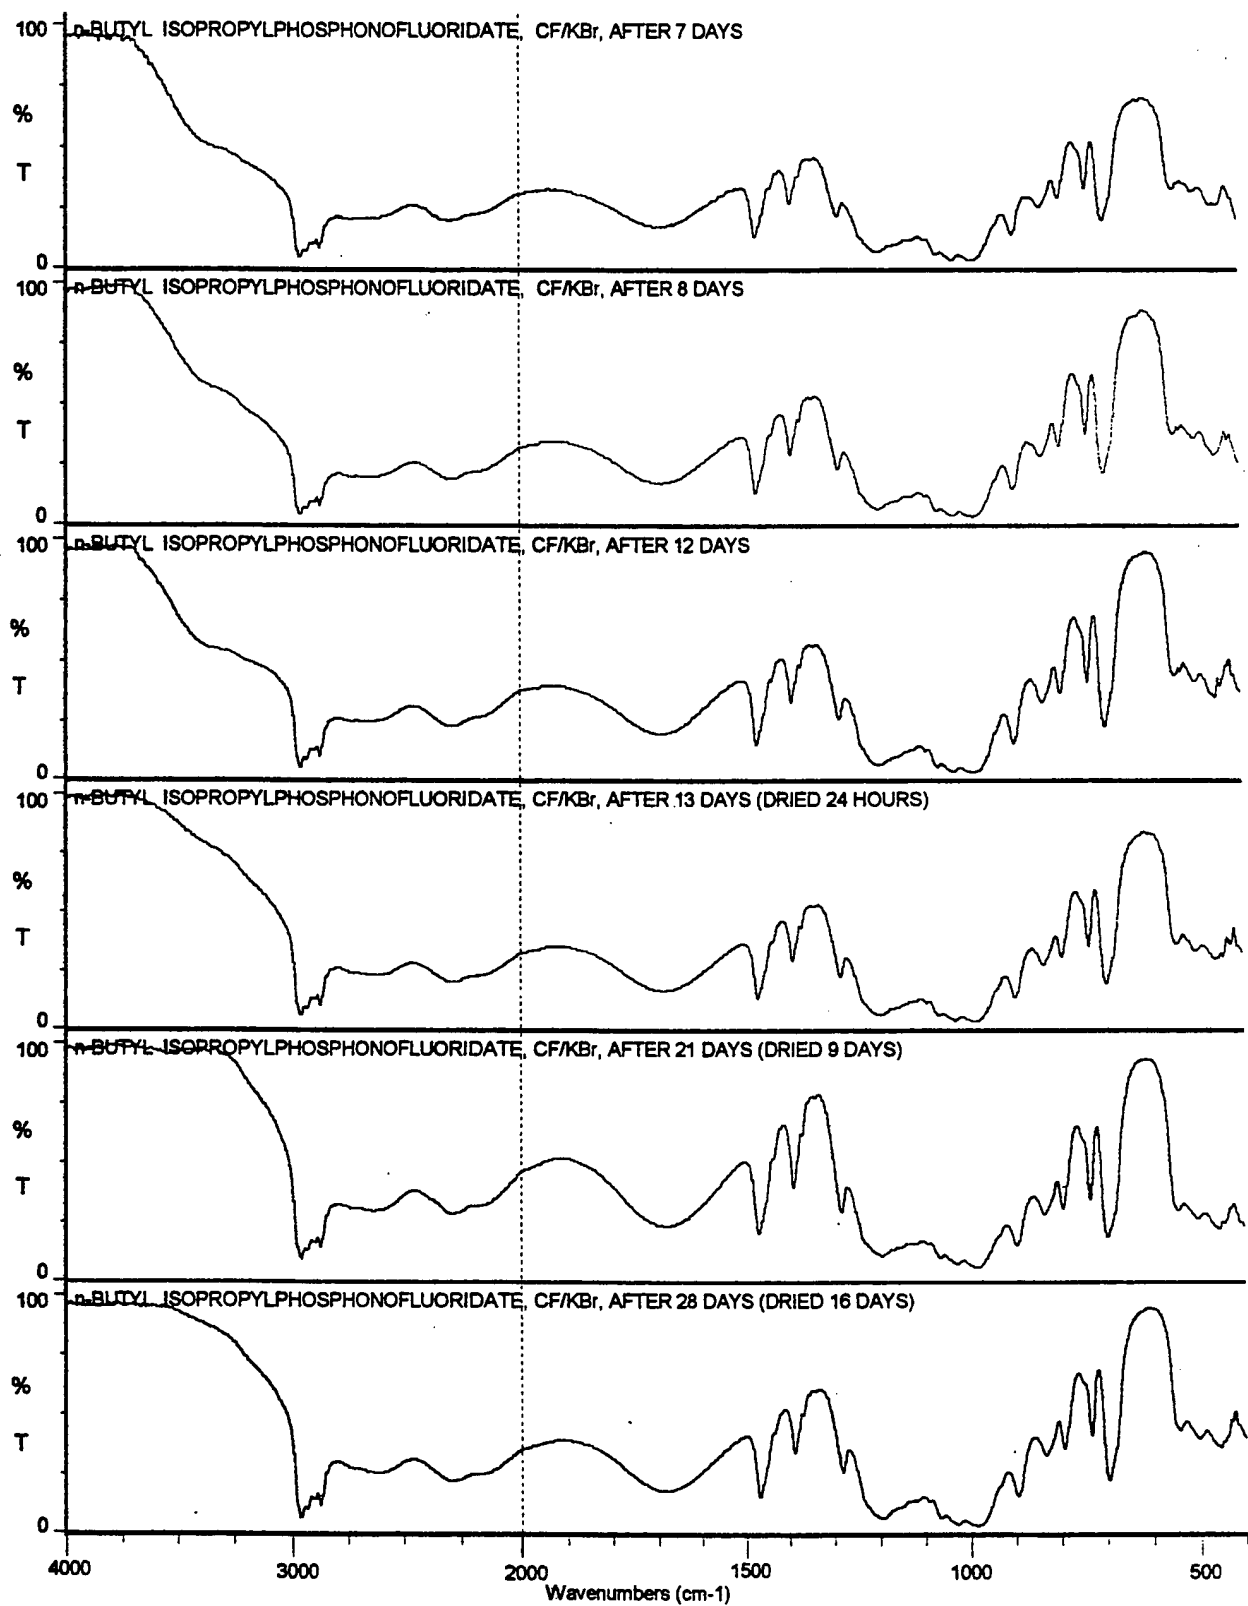 100 n-BUTYL ISOPROPYLPHOSPHONOFLUORIDATE, CF/KBr, AFTER 7 DAYS
%
T
0
100 n-BUTYL ISOPROPYLPHOSPHONOFLUORIDATE, CF/KBr, AFTER 8 DAYS
%
T
0
100 n-BUTYL ISOPROPYLPHOSPHONOFLUORIDATE, CF/KBr, AFTER 12 DAYS
%
T
0
100 n-BUTYL ISOPROPYLPHOSPHONOFLUORIDATE, CF/KBr, AFTER 13 DAYS (DRIED 24 HOURS)
%
T
0
100 n-BUTYL ISOPROPYLPHOSPHONOFLUORIDATE, CF/KBr, AFTER 21 DAYS (DRIED 9 DAYS)
%
T
0
100 n-BUTYL ISOPROPYLPHOSPHONOFLUORIDATE, CF/KBr, AFTER 28 DAYS (DRIED 16 DAYS)
%
T
0
4000 3000 2000 1500 1000 500
Wavenumbers (cm-1)